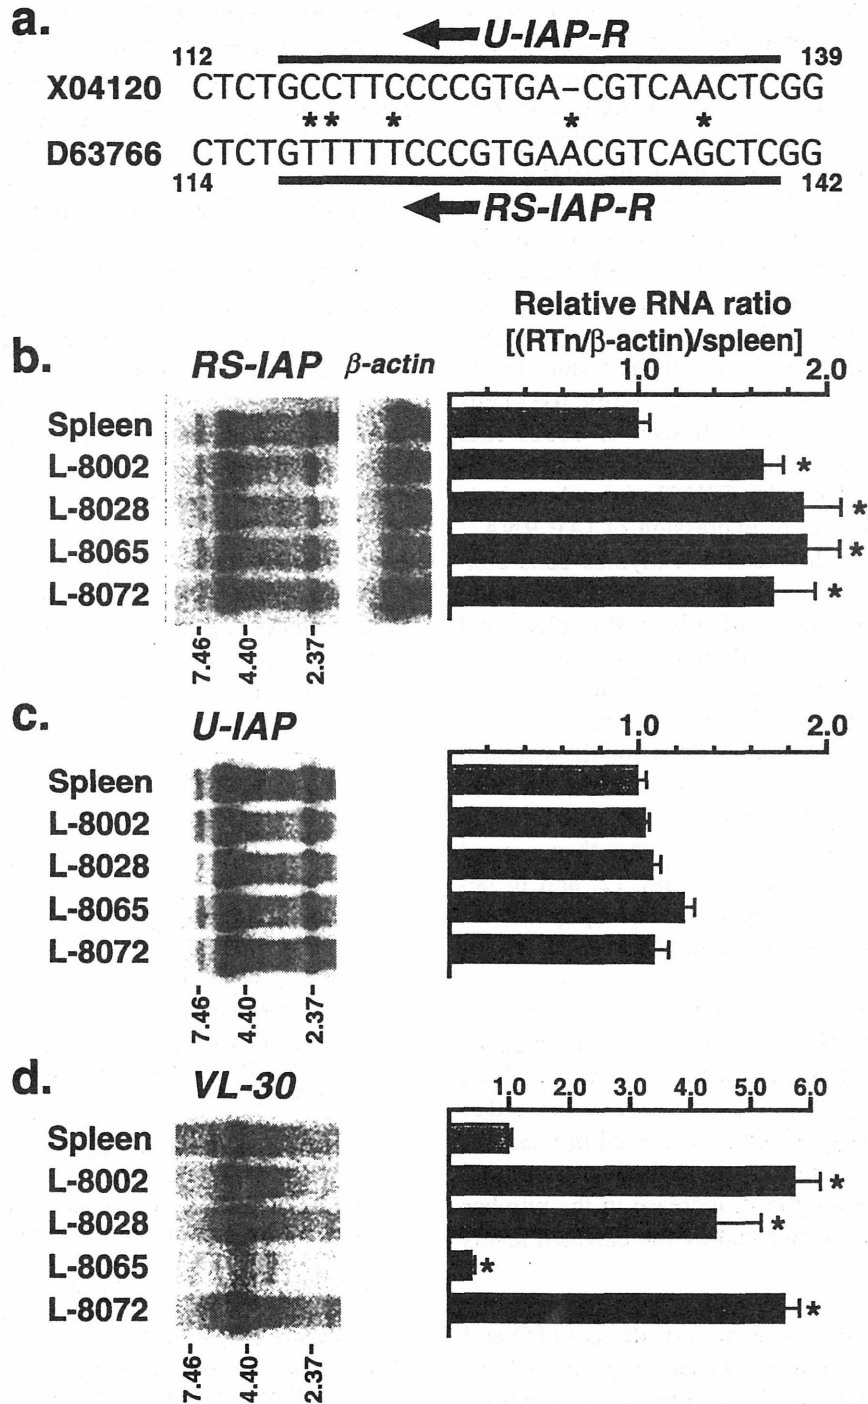 a.
U-IAP-R
112 139
X04120 CTCTGCCTTCCCCGTGA-CGTCAACTCGG
** * * *
D63766 CTCTGTTTTTCCCGTGAACGTCAGCTCGG
114 142
RS-IAP-R
Relative RNA ratio
[(RTn/β-actin)/spleen]
b. RS-IAP β-actin 1.0 2.0
Spleen
L-8002 *
L-8028 *
L-8065 *
L-8072 *
7.46- 4.40- 2.37-
c. U-IAP 1.0 2.0
Spleen
L-8002
L-8028
L-8065
L-8072
7.46- 4.40- 2.37-
d. VL-30 1.0 2.0 3.0 4.0 5.0 6.0
Spleen
L-8002 *
L-8028 *
L-8065 *
L-8072 *
7.46- 4.40- 2.37-